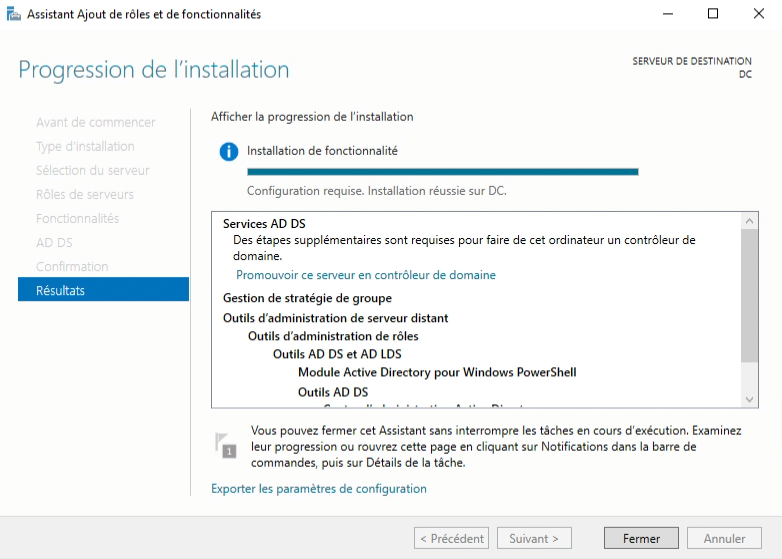 Assistant Ajout de rôles et de fonctionnalités
Progression de l'installation
SERVEUR DE DESTINATION
DC
Avant de commencer
Type d'installation
Sélection du serveur
Rôles de serveurs
Fonctionnalités
AD DS
Confirmation
Résultats
Afficher la progression de l'installation
Installation de fonctionnalité
Configuration requise. Installation réussie sur DC.
Services AD DS
Des étapes supplémentaires sont requises pour faire de cet ordinateur un contrôleur de
domaine.
Promouvoir ce serveur en contrôleur de domaine
Gestion de stratégie de groupe
Outils d'administration de serveur distant
Outils d'administration de rôles
Outils AD DS et AD LDS
Module Active Directory pour Windows PowerShell
Outils AD DS
1
Vous pouvez fermer cet Assistant sans interrompre les tâches en cours d'exécution. Examinez
leur progression ou rouvrez cette page en cliquant sur Notifications dans la barre de
commandes, puis sur Détails de la tâche.
Exporter les paramètres de configuration
< Précédent
Suivant >
Fermer
Annuler